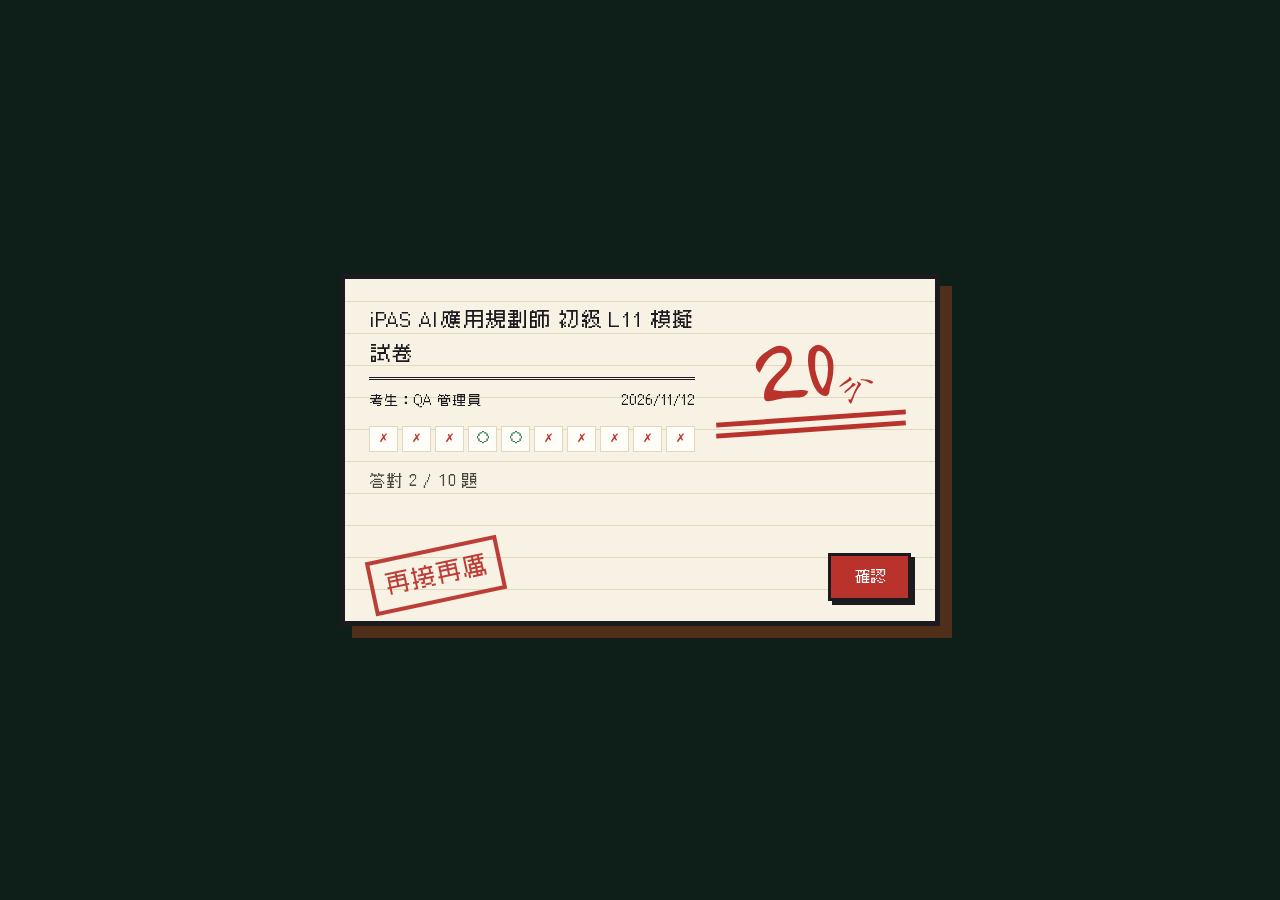 iPAS AI應用規劃師 初級 L11 模擬
試卷
考生：QA 管理員 2026/11/12
✗ ✗ ✗ ○ ○ ✗ ✗ ✗ ✗ ✗
答對 2 / 10 題
20分
再接再厲
確認